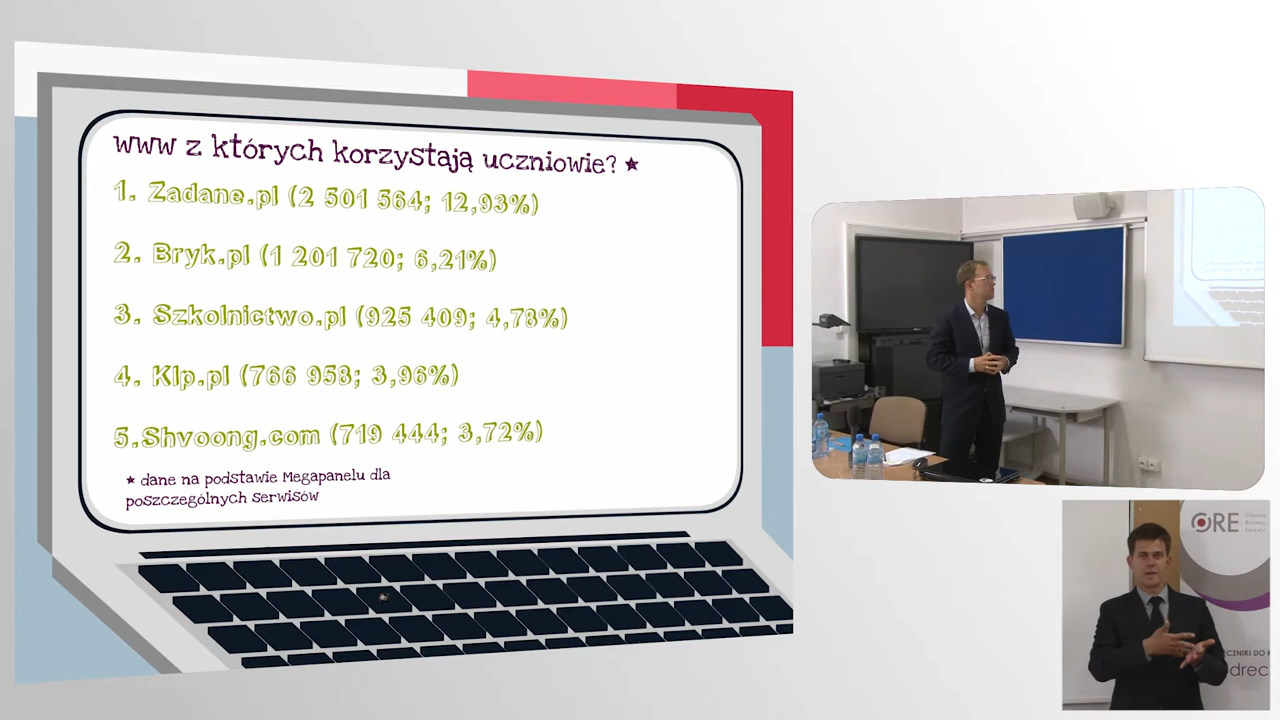 www z których korzystają uczniowie? ★
1. Zadane.pl (2 501 564; 12,93%)
2. Bryk.pl (1 201 720; 6,21%)
3. Szkolnictwo.pl (925 409; 4,78%)
4. Klp.pl (766 958; 3,96%)
5.Shvoong.com (719 444; 3,72%)
★ dane na podstawie Megapanelu dla
poszczególnych serwisów
ORE